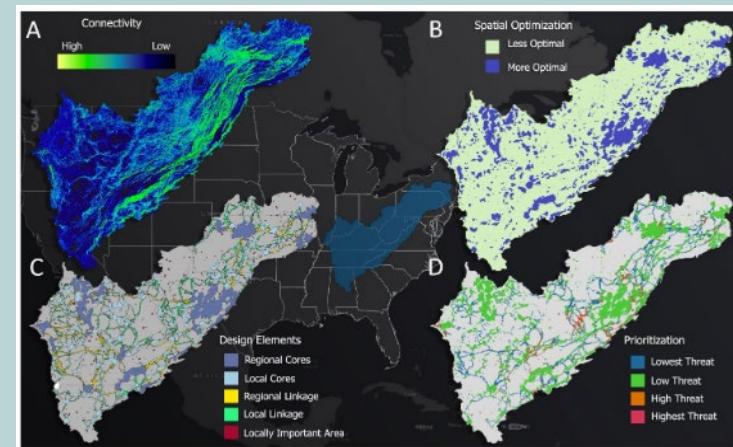 A
Connectivity
High
Low
B
Spatial Optimization
Less Optimal
More Optimal
C
Design Elements
Regional Cores
Local Cores
Regional Linkage
Local Linkage
Locally Important Area
D
Prioritization
Lowest Threat
Low Threat
High Threat
Highest Threat